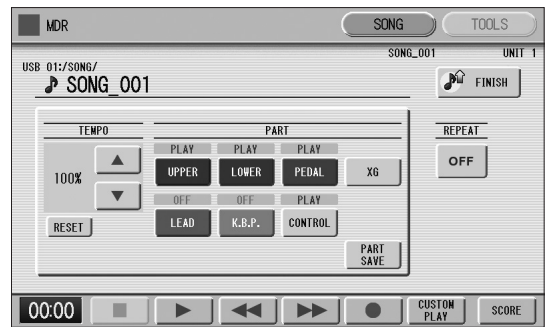 MDR
SONG
TOOLS
SONG_001
UNIT 1
USB 01:/SONG/
SONG_001
FINISH
TEMPO
PART
REPEAT
PLAY
PLAY
PLAY
100%
UPPER
LOWER
PEDAL
XG
OFF
OFF
OFF
PLAY
RESET
LEAD
K.B.P.
CONTROL
PART
SAVE
00:00
CUSTOM
PLAY
SCORE